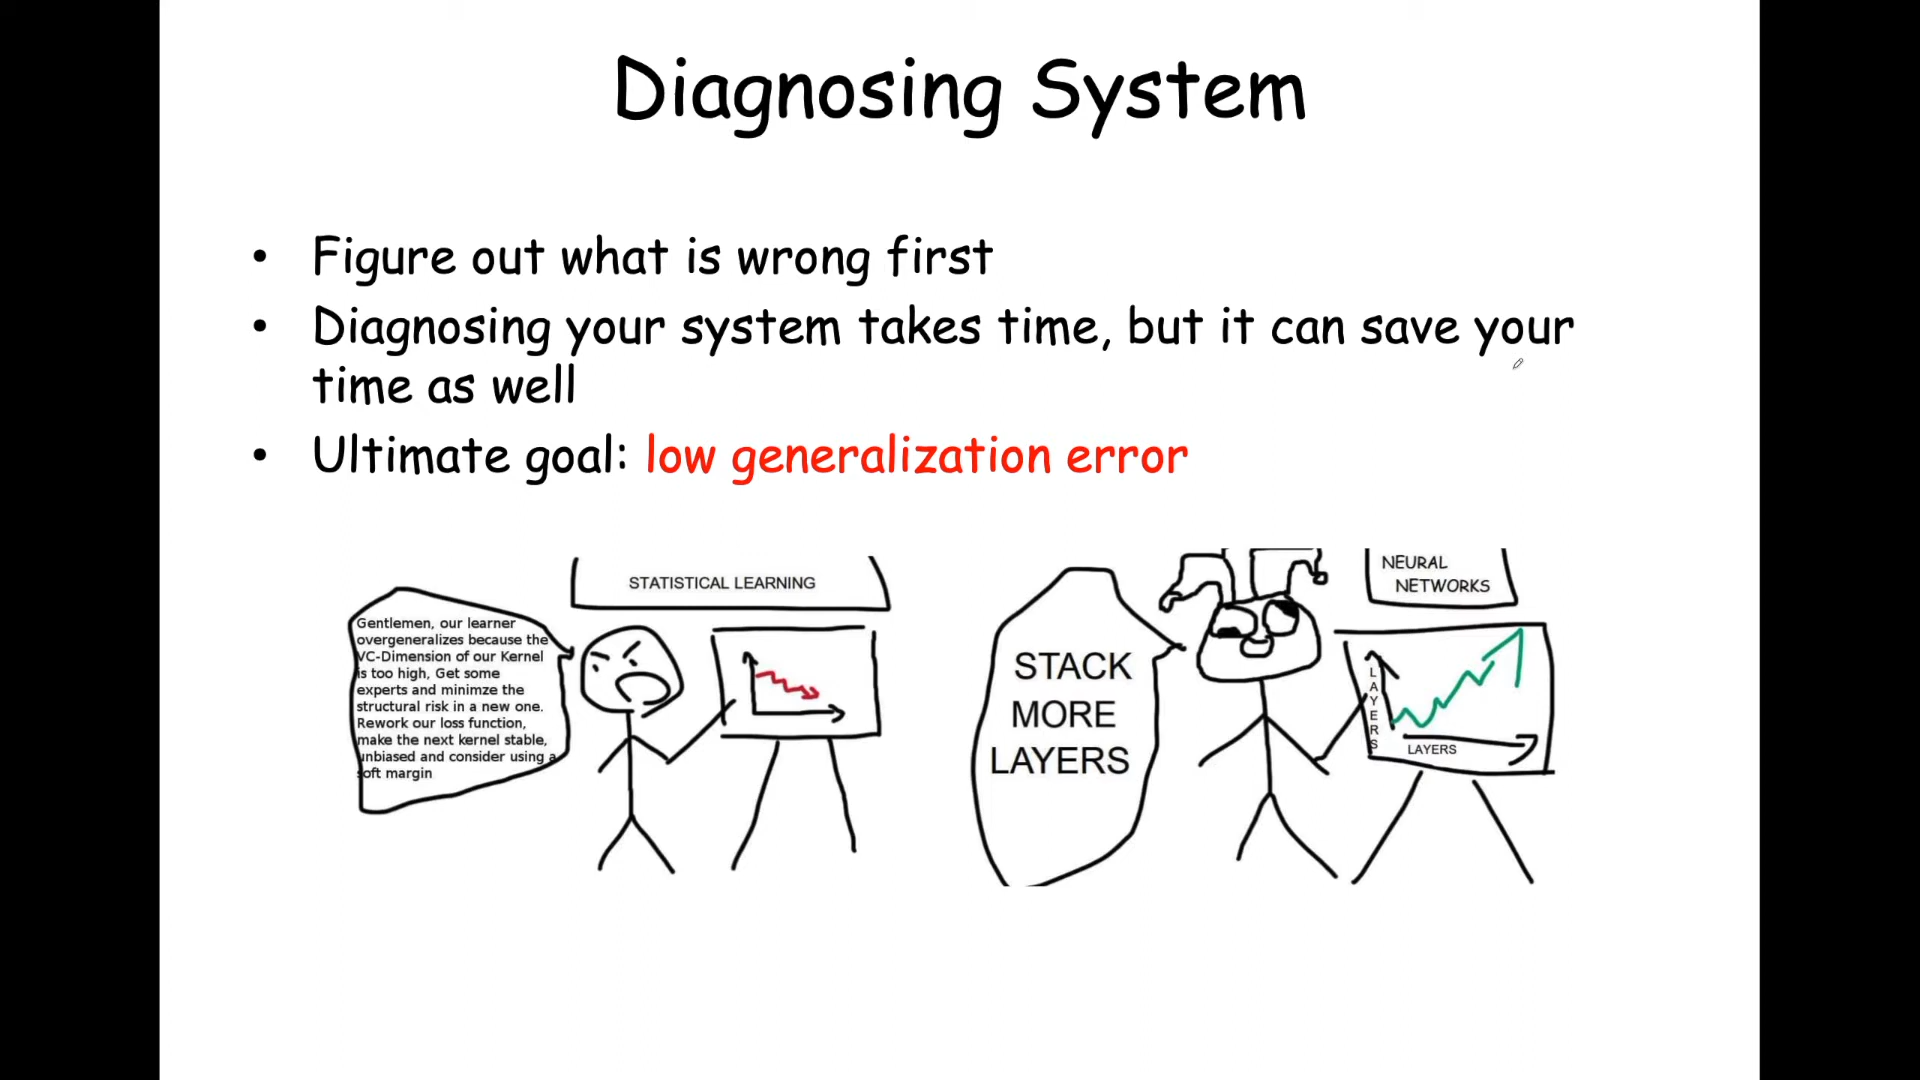 Diagnosing System
• Figure out what is wrong first
• Diagnosing your system takes time, but it can save your
time as well
• Ultimate goal: low generalization error
STATISTICAL LEARNING
Gentlemen, our learner
overgeneralizes because the
VC-Dimension of our Kernel
is too high, Get some
experts and minimze the
structural risk in a new one.
Rework our loss function,
make the next kernel stable,
unbiased and consider using a
soft margin
NEURAL
NETWORKS
STACK
MORE
LAYERS
LAYERS
LAYERS